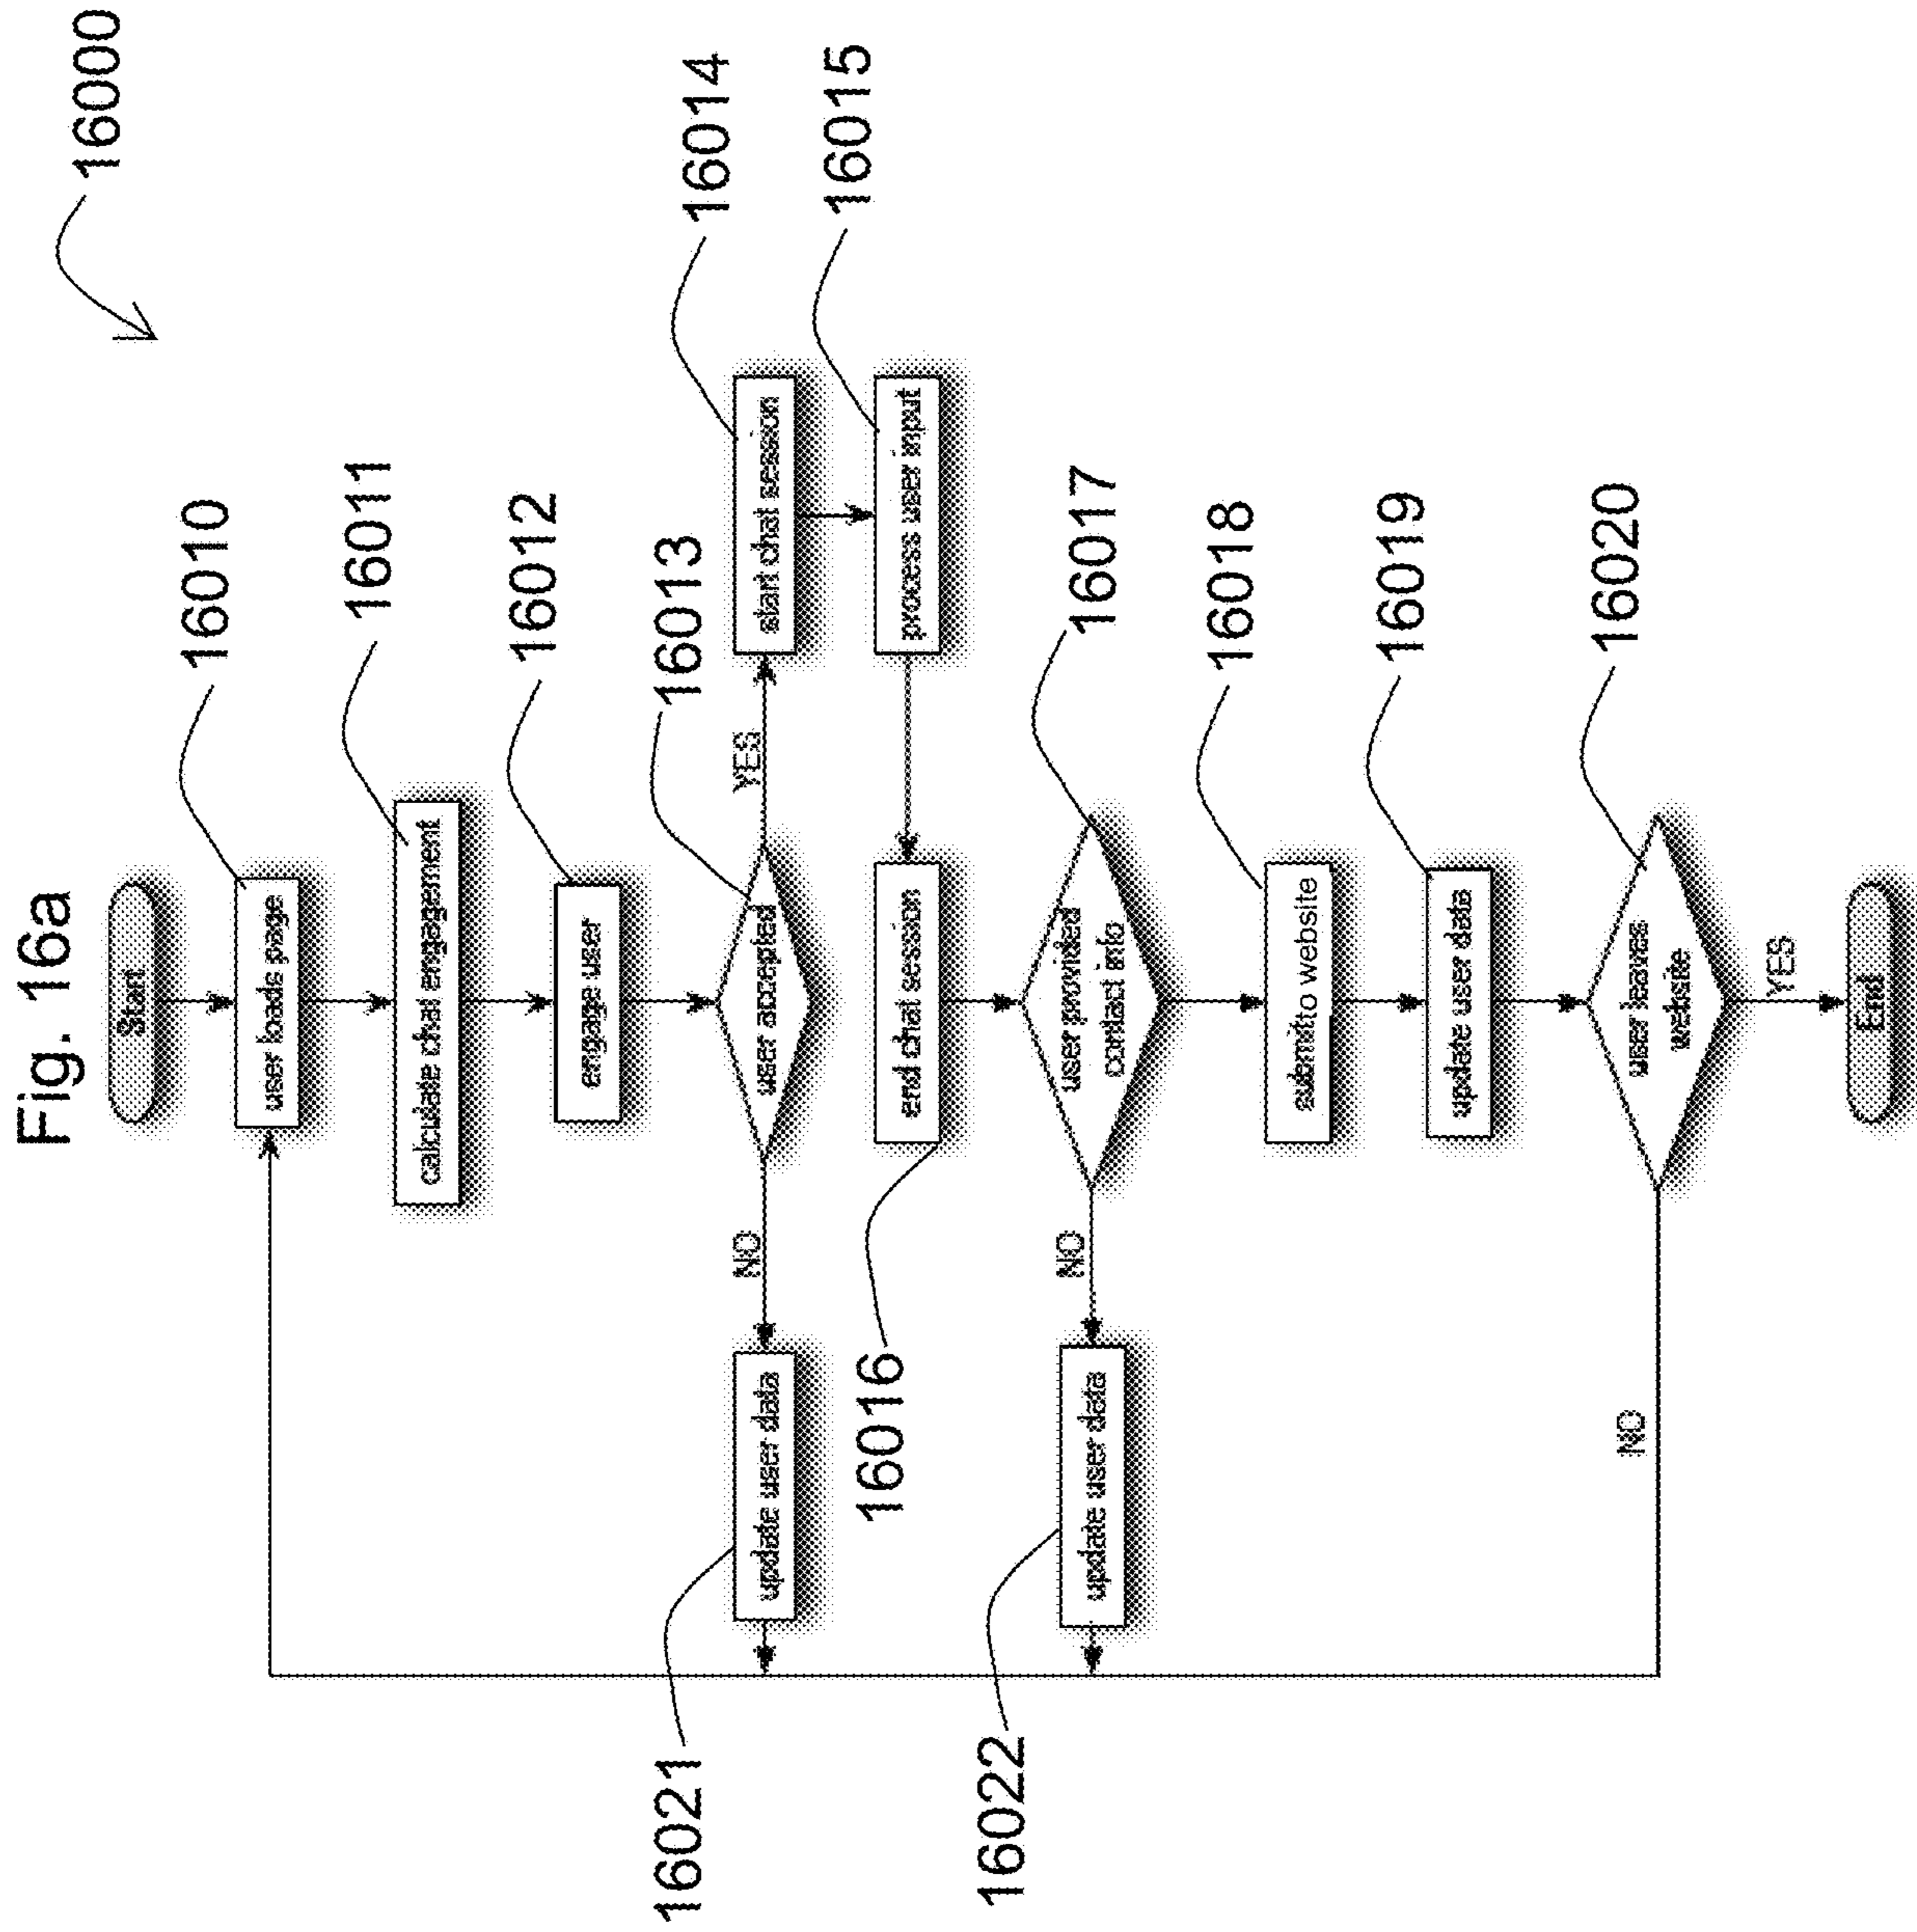 Fig. 16a
16000
Start
user loads page
16010
calculate chat engagement
16011
engage user
16012
user accepted
16013
YES
NO
start chat session
16014
update user data
16021
process user input
16015
end chat session
16016
user provided
contact info
16017
NO
update user data
16022
submit to website
16018
update user data
16019
user leaves
website
16020
NO
YES
End